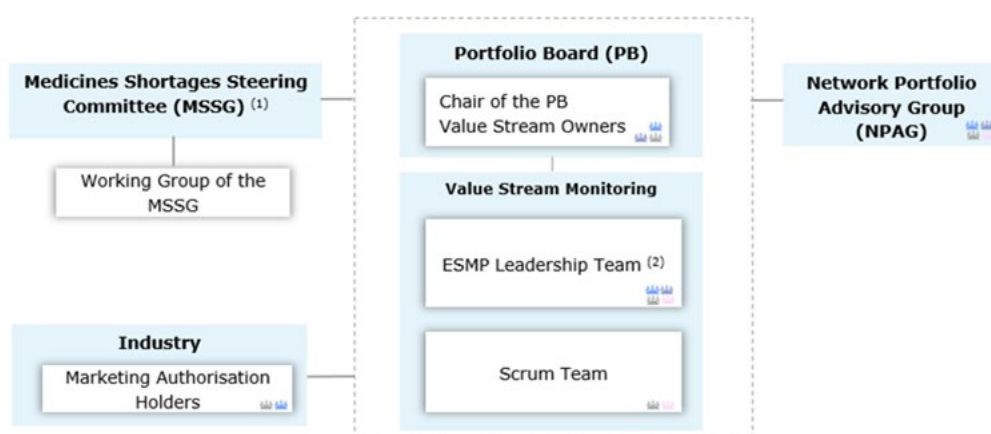 Medicines Shortages Steering
Committee (MSSG) (1)
Working Group of the
MSSG
Industry
Marketing Authorisation
Holders
Portfolio Board (PB)
Chair of the PB
Value Stream Owners
Value Stream Monitoring
ESMP Leadership Team (2)
Scrum Team
Network Portfolio
Advisory Group
(NPAG)